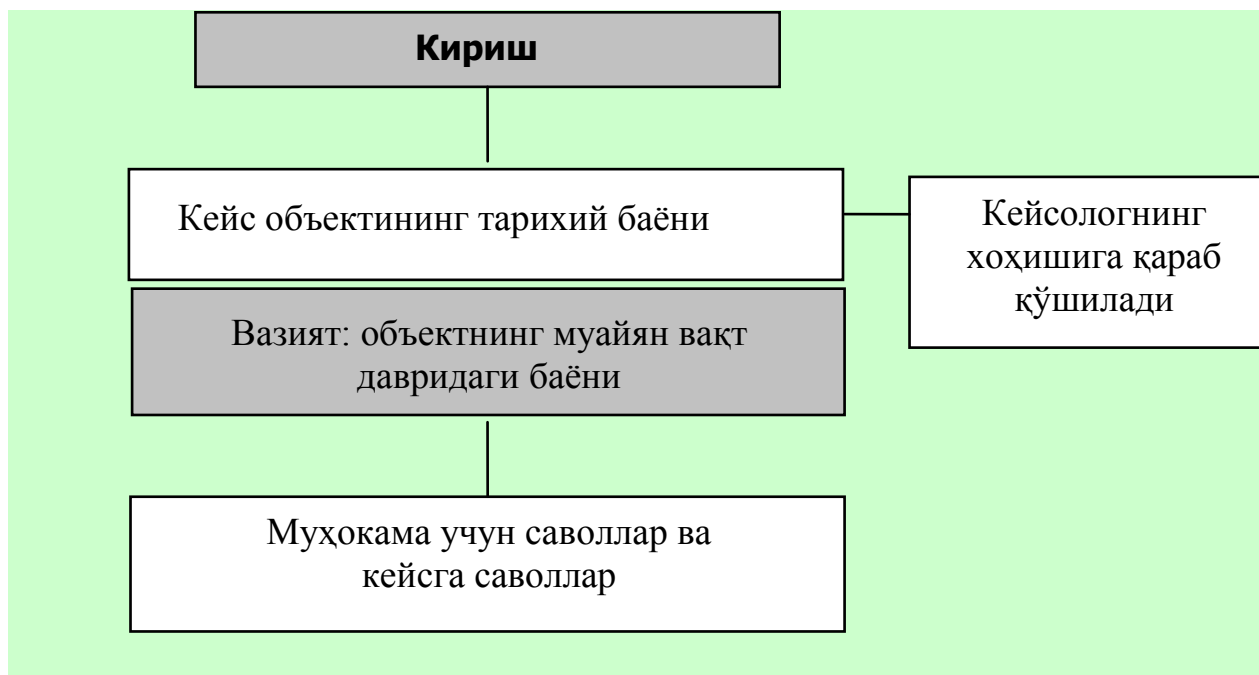 Кириш
Кейс объектининг тарихий баёни
Кейсологнинг
хоҳишига қараб
қўшилади
Вазият: объектнинг муайян вақт
давридаги баёни
Муҳокама учун саволлар ва
кейсга саволлар